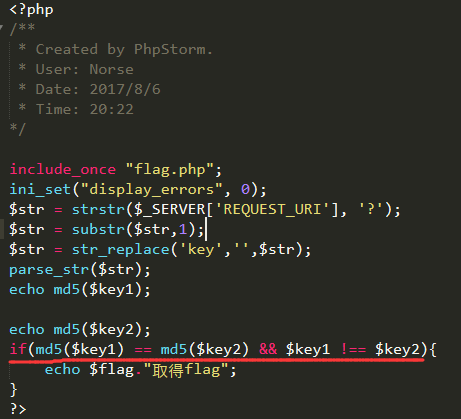 <?php
/**
 * Created by PhpStorm.
 * User: Norse
 * Date: 2017/8/6
 * Time: 20:22
*/
include_once "flag.php";
ini_set("display_errors", 0);
$str = strstr($_SERVER['REQUEST_URI'], '?');
$str = substr($str,1);
$str = str_replace('key','',$str);
parse_str($str);
echo md5($key1);
echo md5($key2);
if(md5($key1) == md5($key2) && $key1 !== $key2){
    echo $flag."取得flag";
}
?>